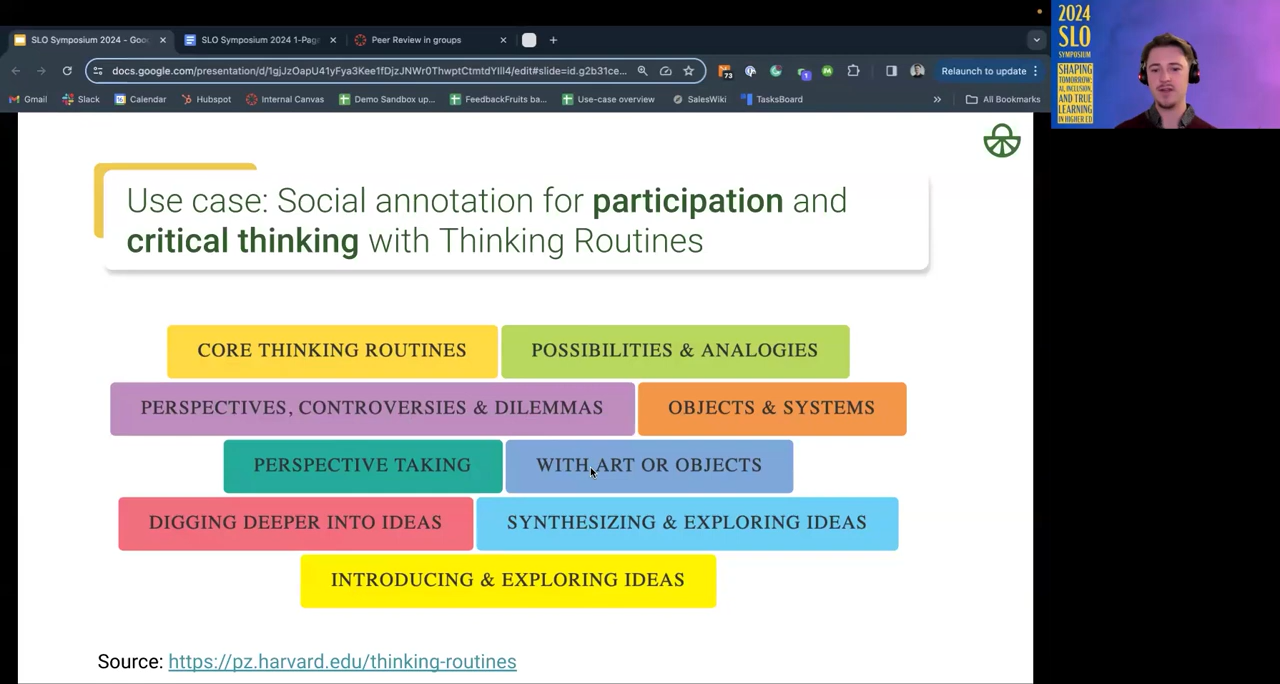 SLO Symposium 2024 - Goo
SLO Symposium 2024 1-Page
Peer Review in groups
docs.google.com/presentation/d/1gjJzOapU41yFya3Kee1fDjzJNWr0ThwptCtmtdYIll4/edit#slide=id.g2b31ce...
73
1
Relaunch to update
Gmail
Slack
Calendar
Hubspot
Internal Canvas
Demo Sandbox up...
FeedbackFruits ba...
Use-case overview
SalesWiki
TasksBoard
All Bookmarks
2024
SLO
SYMPOSIUM
SHAPING
TOMORROW:
AI, INCLUSION,
AND TRUE
LEARNING
IN HIGHER ED
Use case: Social annotation for participation and
critical thinking with Thinking Routines
CORE THINKING ROUTINES
POSSIBILITIES & ANALOGIES
PERSPECTIVES, CONTROVERSIES & DILEMMAS
OBJECTS & SYSTEMS
PERSPECTIVE TAKING
WITH ART OR OBJECTS
DIGGING DEEPER INTO IDEAS
SYNTHESIZING & EXPLORING IDEAS
INTRODUCING & EXPLORING IDEAS
Source: https://pz.harvard.edu/thinking-routines